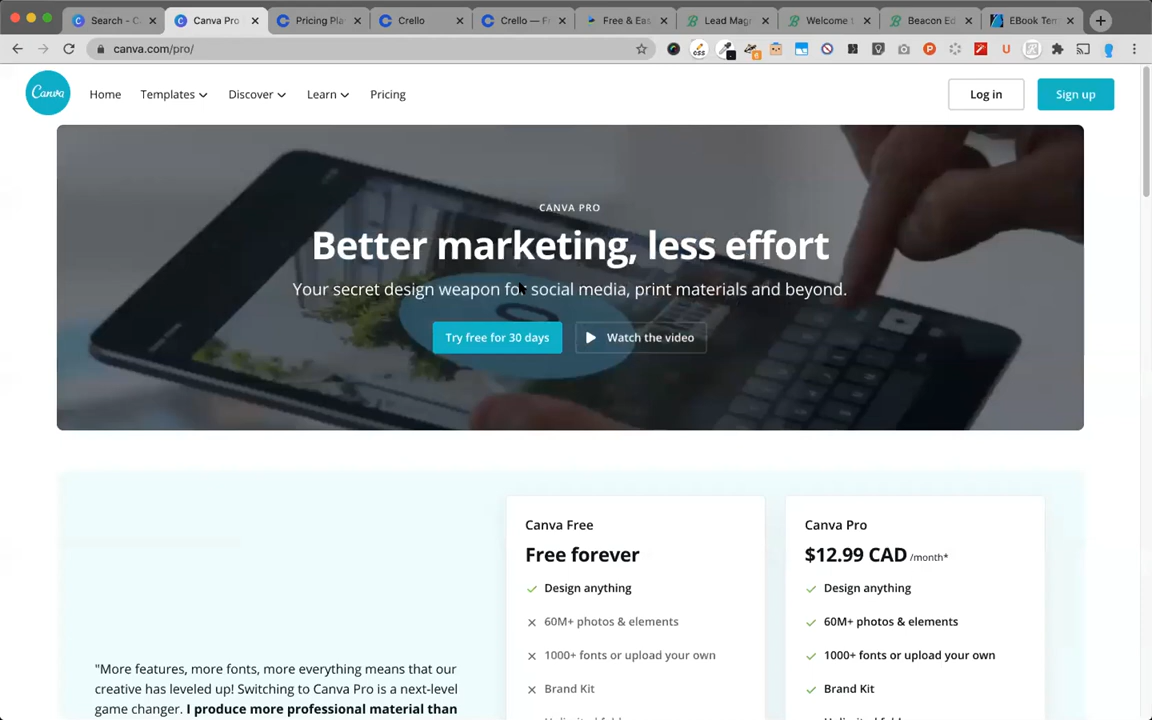 Search - C
Canva Pro
Pricing Pla
Crello
Crello — F
Free & Eas
Lead Magn
Welcome
Beacon Ed
EBook Tem
canva.com/pro/
Canva
Home
Templates
Discover
Learn
Pricing
Log in
Sign up
CANVA PRO
Better marketing, less effort
Your secret design weapon for social media, print materials and beyond.
Try free for 30 days
Watch the video
Canva Free
Free forever
Design anything
60M+ photos & elements
1000+ fonts or upload your own
Brand Kit
Canva Pro
$12.99 CAD /month*
Design anything
60M+ photos & elements
1000+ fonts or upload your own
Brand Kit
"More features, more fonts, more everything means that our
creative has leveled up! Switching to Canva Pro is a next-level
game changer. I produce more professional material than